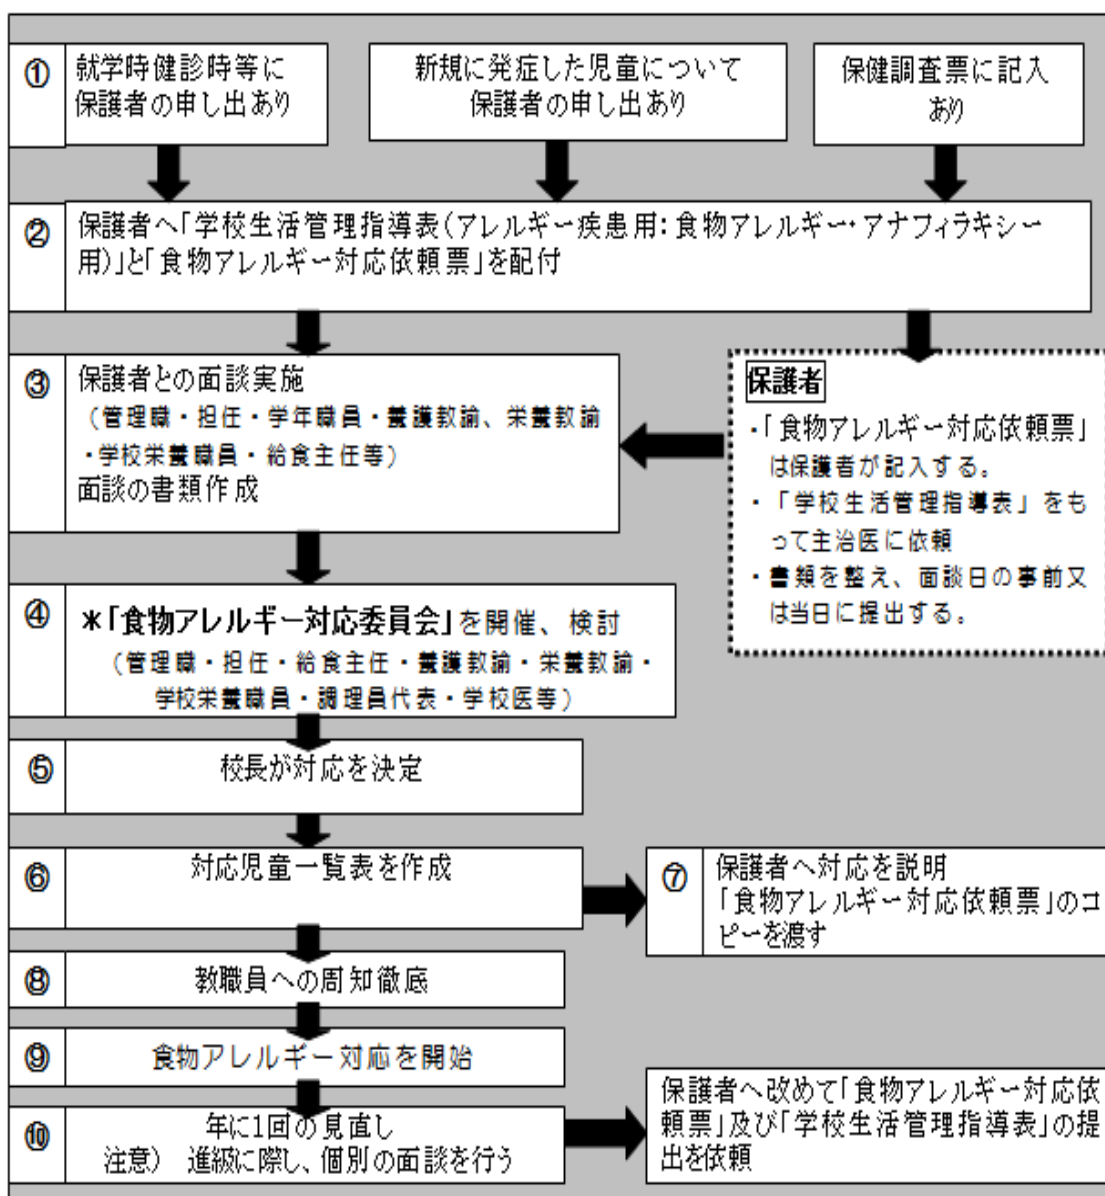 ①
就学時健診時等に
保護者の申し出あり
新規に発症した児童について
保護者の申し出あり
保健調査票に記入
あり
②
保護者へ「学校生活管理指導表(アレルギー疾患用:食物アレルギー・アナフィラキシー
用)」と「食物アレルギー対応依頼票」を配付
③
保護者との面談実施
(管理職・担任・学年職員・養護教諭、栄養教諭
・学校栄養職員・給食主任等)
面談の書類作成
保護者
・「食物アレルギー対応依頼票」
は保護者が記入する。
・「学校生活管理指導表」をも
って主治医に依頼
・書類を整え、面談日の事前又
は当日に提出する。
④
*「食物アレルギー対応委員会」を開催、検討
(管理職・担任・給食主任・養護教諭・栄養教諭・
学校栄養職員・調理員代表・学校医等)
⑤
校長が対応を決定
⑥
対応児童一覧表を作成
⑦
保護者へ対応を説明
「食物アレルギー対応依頼票」のコ
ピーを渡す
⑧
教職員への周知徹底
⑨
食物アレルギー対応を開始
⑩
年に1回の見直し
注意) 進級に際し、個別の面談を行う
保護者へ改めて「食物アレルギー対応依
頼票」及び「学校生活管理指導表」の提
出を依頼